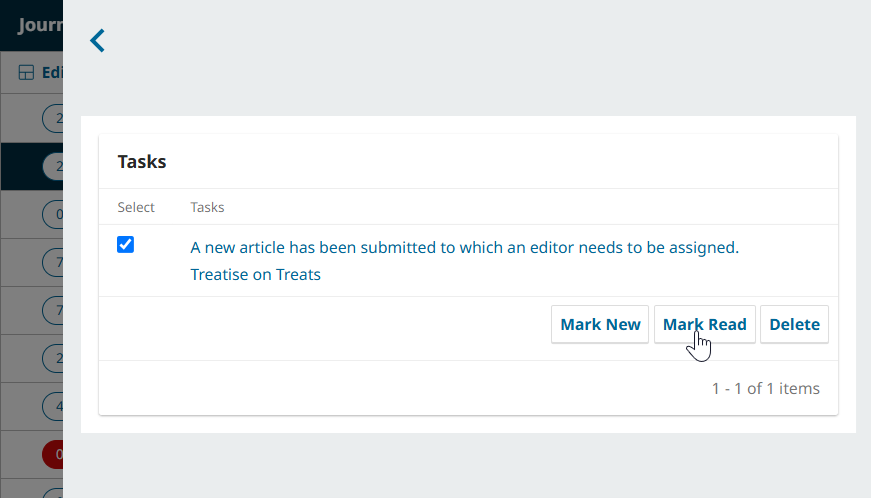 Journ
Edi
2
2
0
7
7
2
4
0
Tasks
Select Tasks
A new article has been submitted to which an editor needs to be assigned.
Treatise on Treats
Mark New Mark Read Delete
1 - 1 of 1 items